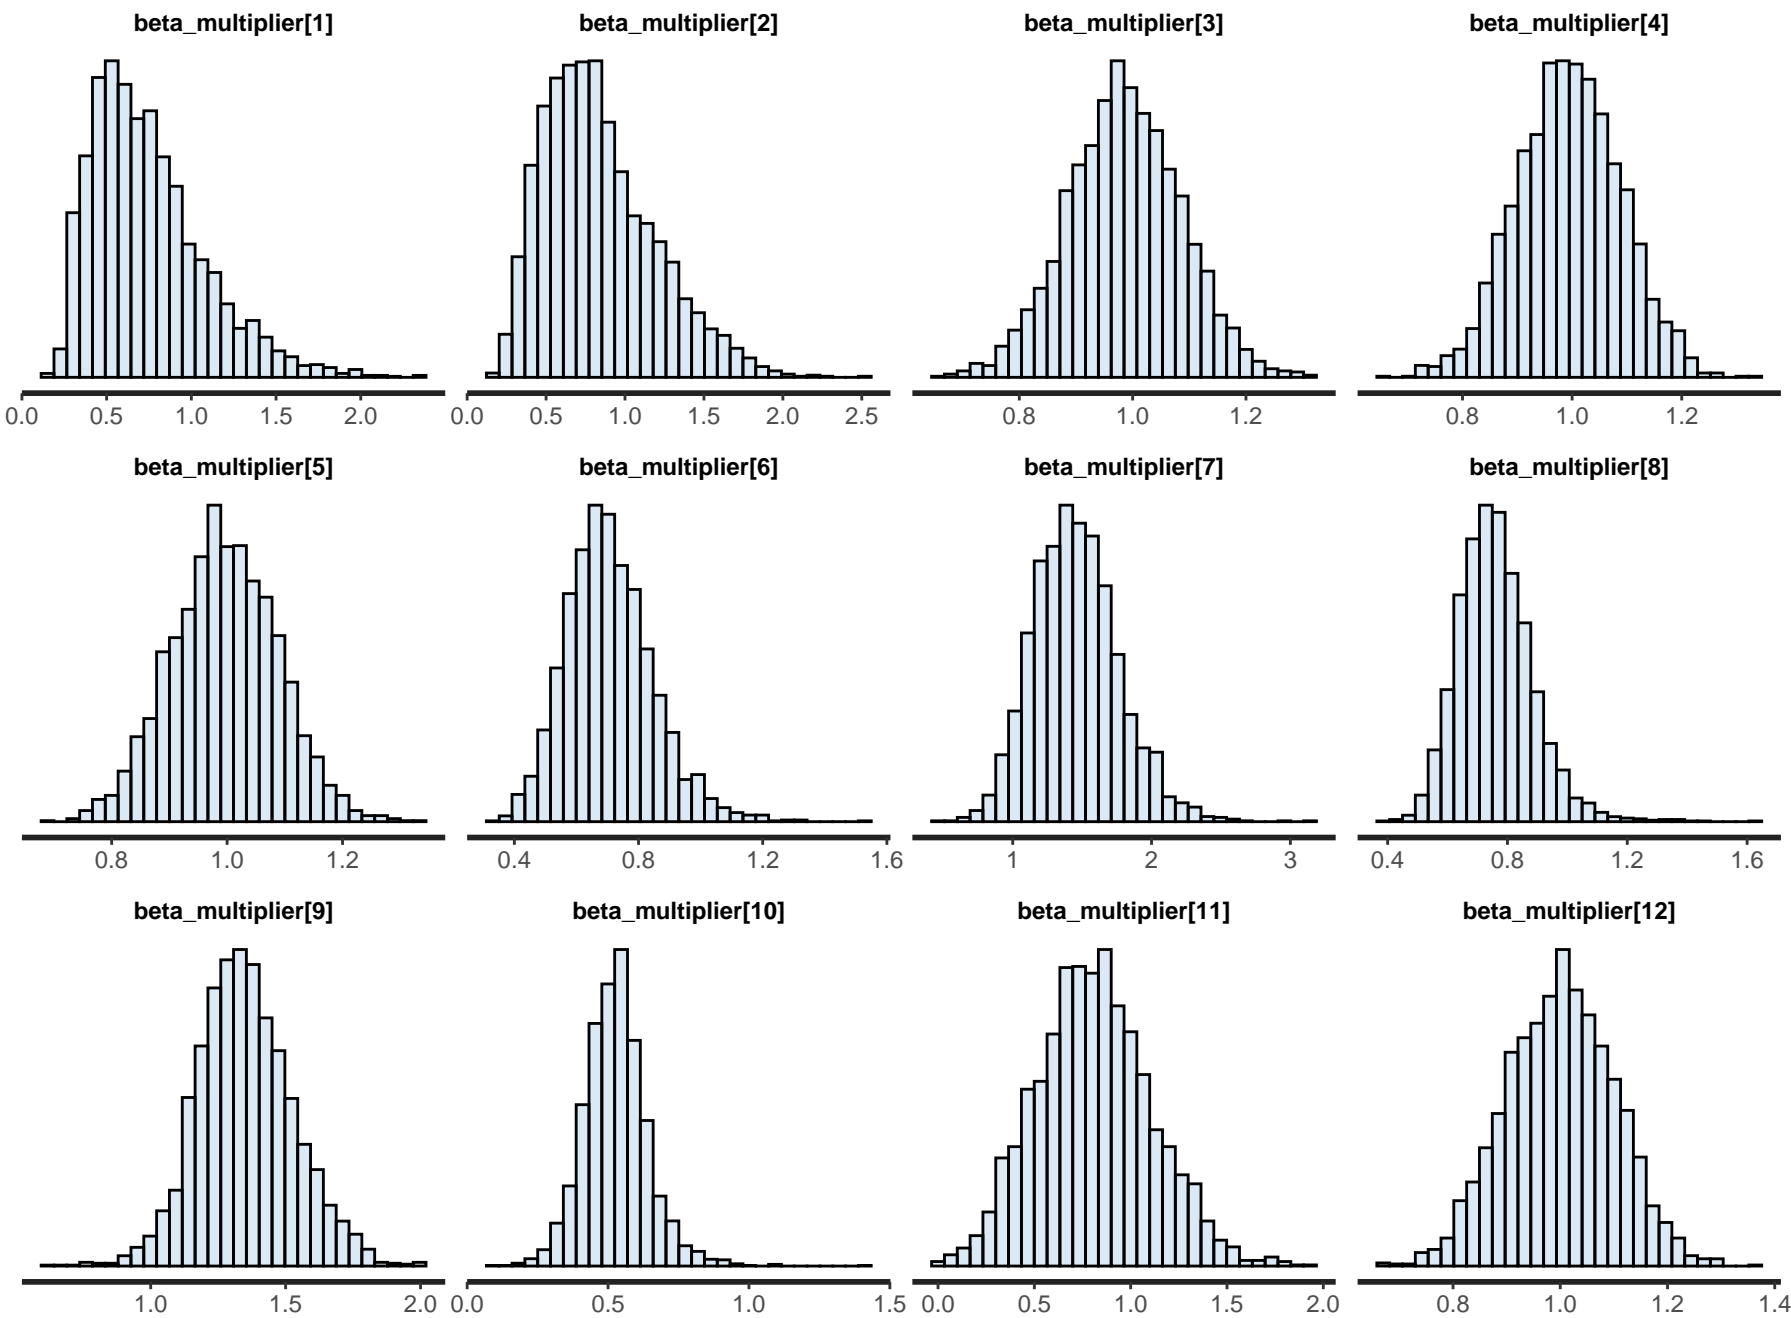 beta_multiplier[1] beta_multiplier[2] beta_multiplier[3] beta_multiplier[4]
0.0 0.5 1.0 1.5 2.0 0.0 0.5 1.0 1.5 2.0 2.5 0.8 1.0 1.2 0.8 1.0 1.2
beta_multiplier[5] beta_multiplier[6] beta_multiplier[7] beta_multiplier[8]
0.8 1.0 1.2 0.4 0.8 1.2 1.6 1 2 3 0.4 0.8 1.2 1.6
beta_multiplier[9] beta_multiplier[10] beta_multiplier[11] beta_multiplier[12]
1.0 1.5 2.0 0.0 0.5 1.0 1.5 0.0 0.5 1.0 1.5 2.0 0.8 1.0 1.2 1.4